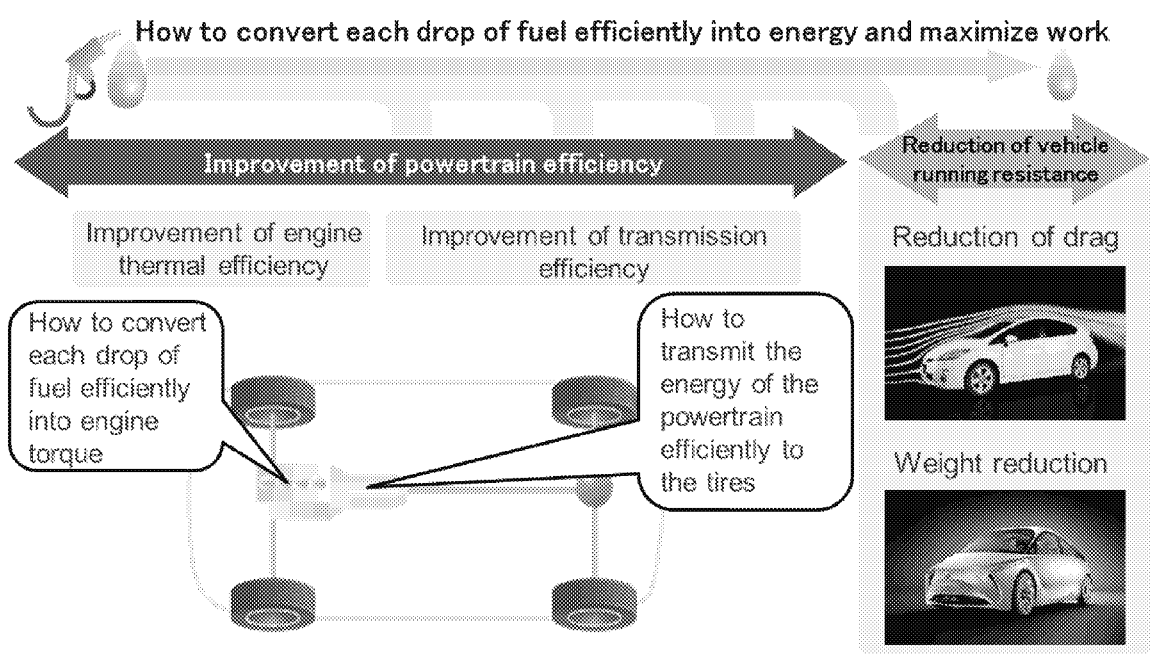 How to convert each drop of fuel efficiently into energy and maximize work
Improvement of powertrain efficiency
Reduction of vehicle
running resistance
Improvement of engine
thermal efficiency
Improvement of transmission
efficiency
Reduction of drag
How to convert
each drop of
fuel efficiently
into engine
torque
How to
transmit the
energy of the
powertrain
efficiently to
the tires
Weight reduction